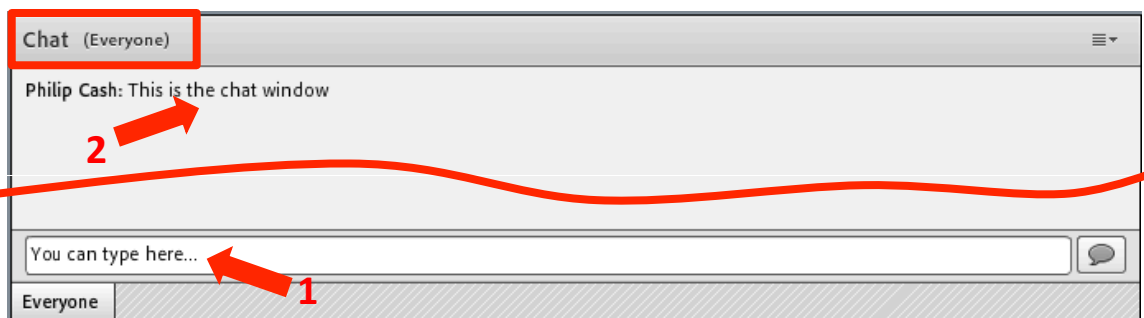 Chat (Everyone)
Philip Cash: This is the chat window
2
You can type here...
1
Everyone